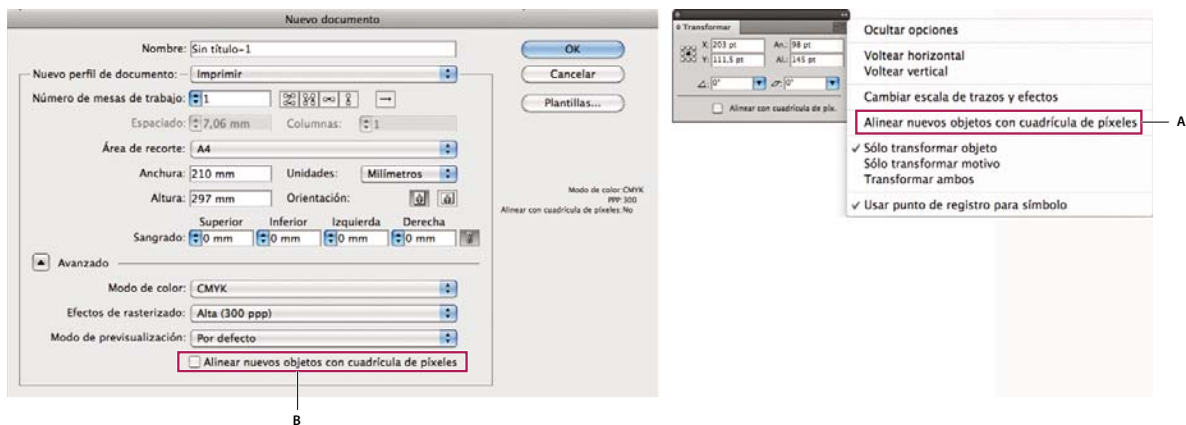 Nuevo documento
Nombre: Sin título-1
OK
Nuevo perfil de documento: Imprimir
Cancelar
Número de mesas de trabajo: 1
Plantillas...
Espaciado: 7,06 mm Columnas: 1
Área de recorte: A4
Anchura: 210 mm Unidades: Milímetros
Altura: 297 mm Orientación:
Modo de color: CMYK
PPP: 300
Alinear con cuadrícula de píxeles: No
Superior Inferior Izquierda Derecha
Sangrado: 0 mm 0 mm 0 mm 0 mm
Avanzado
Modo de color: CMYK
Efectos de rasterizado: Alta (300 ppp)
Modo de previsualización: Por defecto
Alinear nuevos objetos con cuadrícula de píxeles
B
Transformar
X: 203 pt An.: 98 pt
Y: 111,5 pt Al.: 145 pt
0° 0°
Alinear con cuadrícula de píx.
Ocultar opciones
Voltear horizontal
Voltear vertical
Cambiar escala de trazos y efectos
Alinear nuevos objetos con cuadrícula de píxeles
A
✓ Sólo transformar objeto
Sólo transformar motivo
Transformar ambos
✓ Usar punto de registro para símbolo